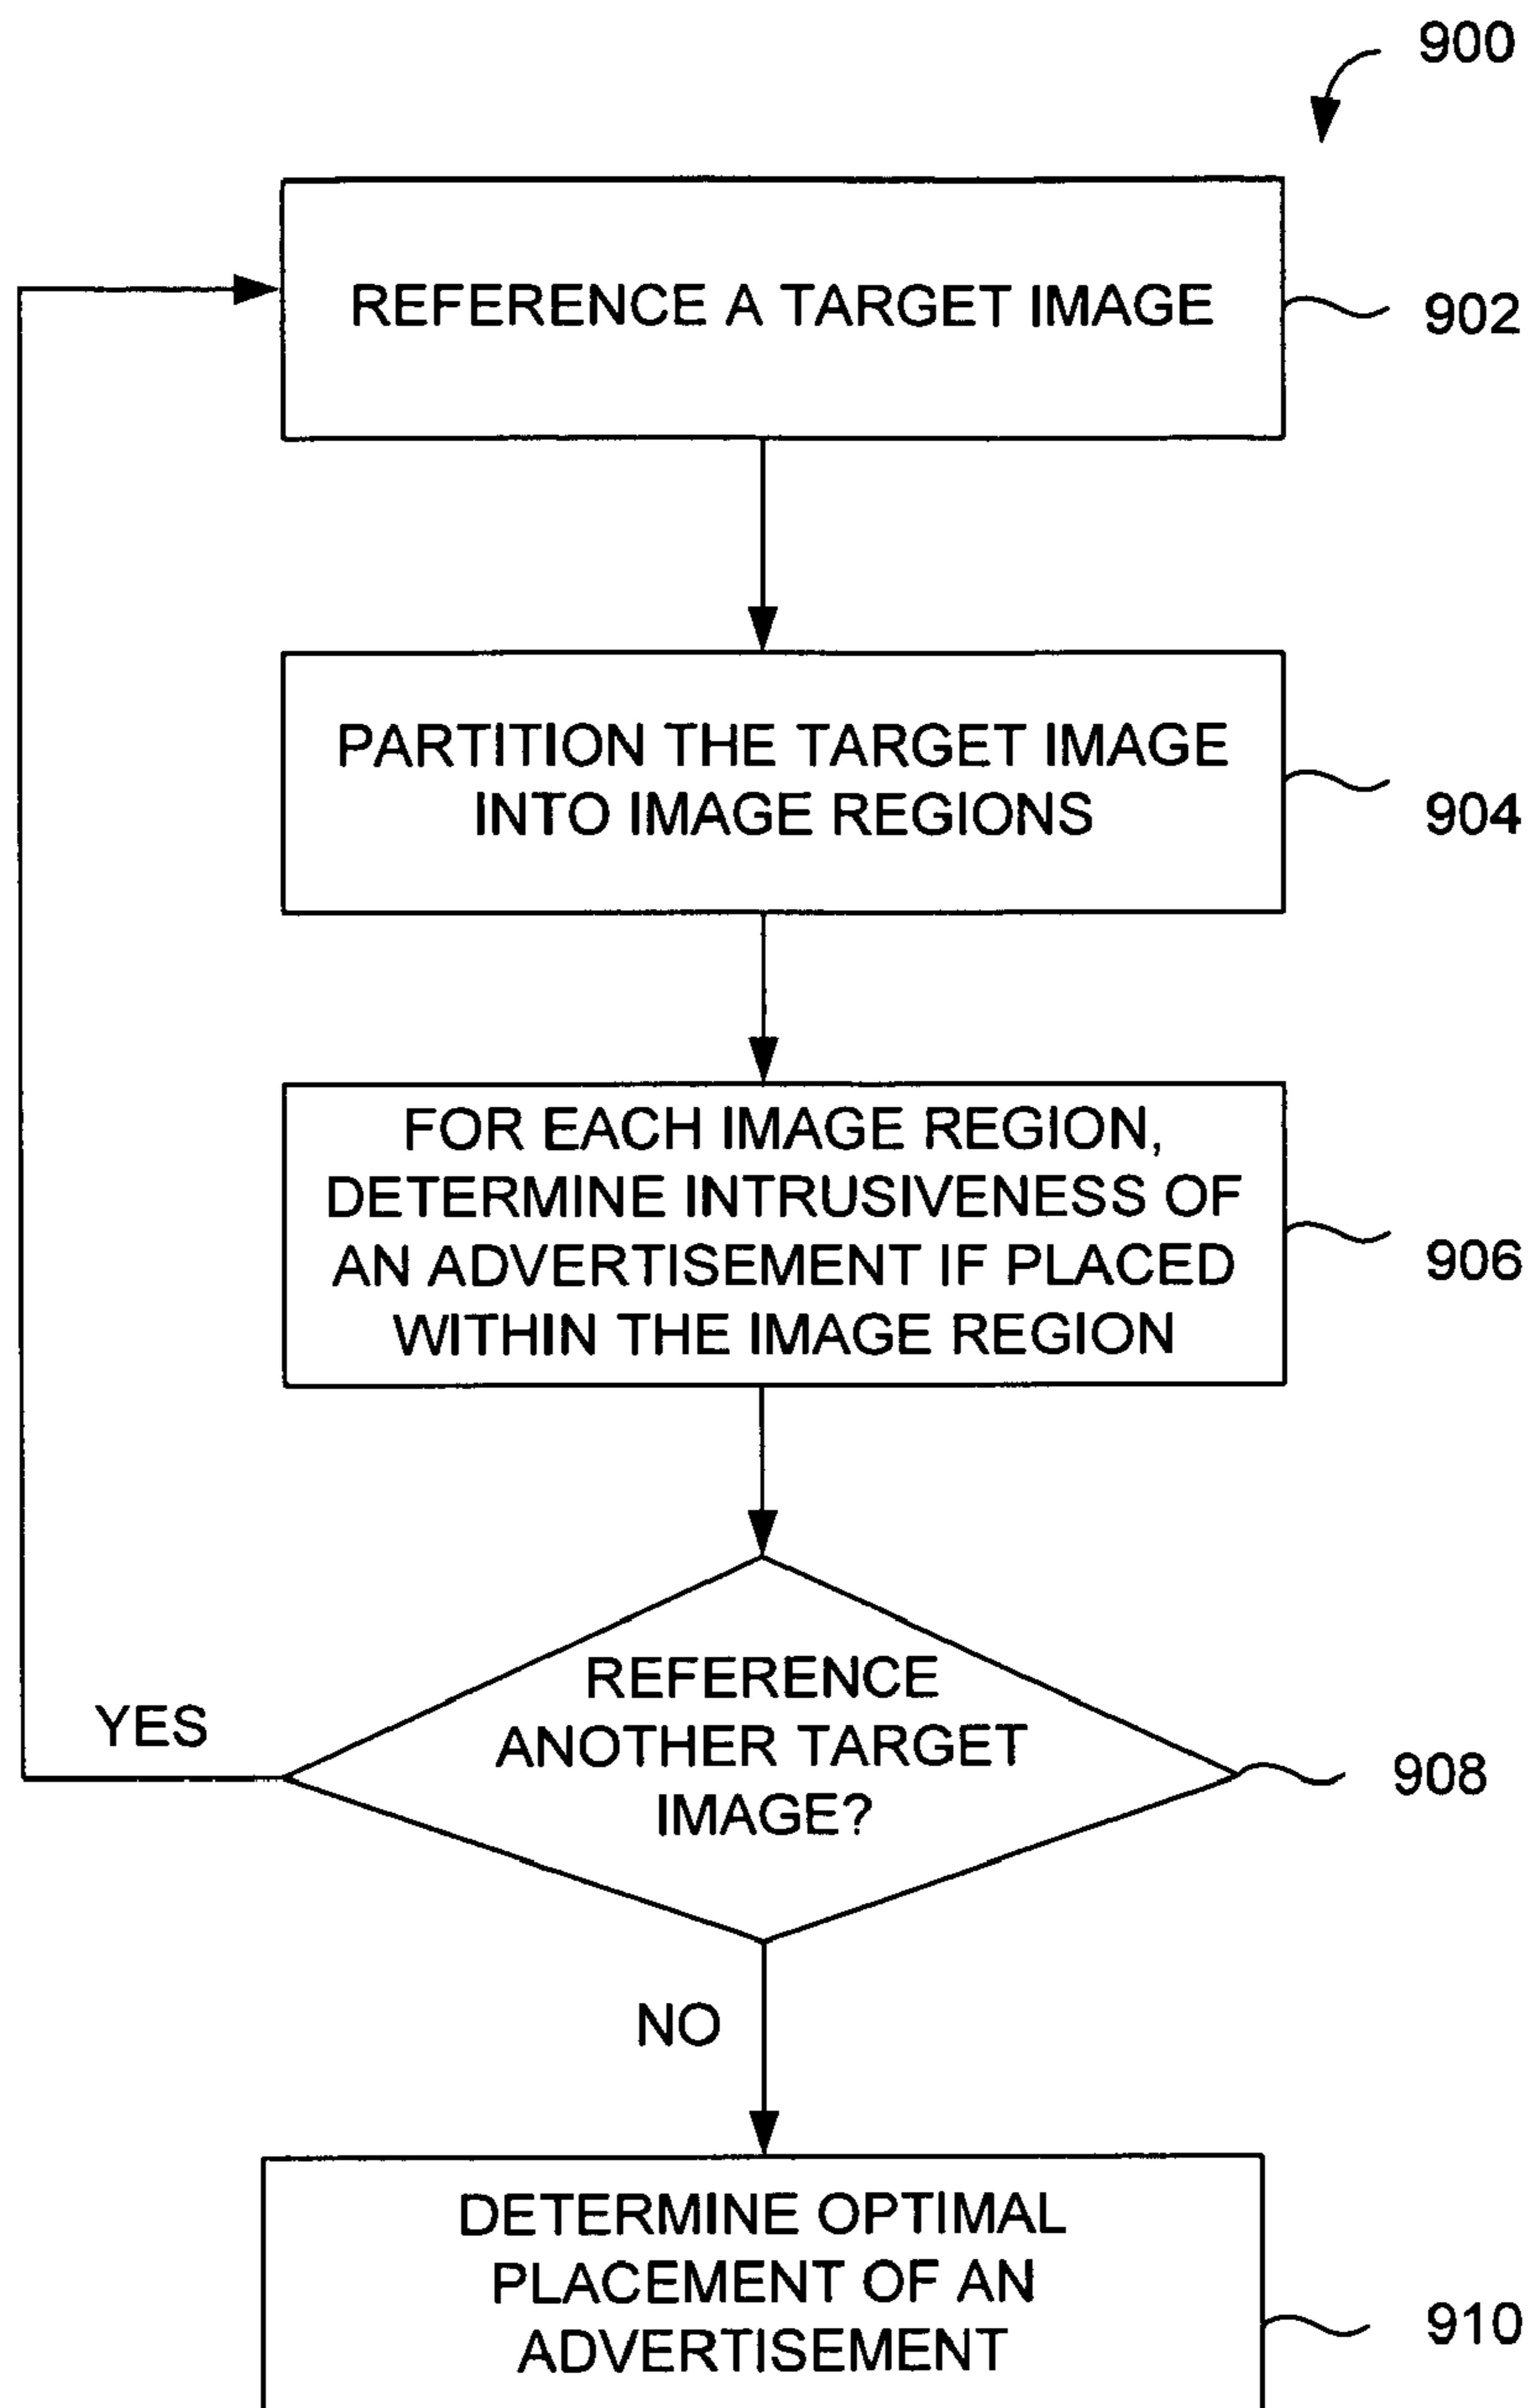 900
REFERENCE A TARGET IMAGE
902
PARTITION THE TARGET IMAGE
INTO IMAGE REGIONS
904
FOR EACH IMAGE REGION,
DETERMINE INTRUSIVENESS OF
AN ADVERTISEMENT IF PLACED
WITHIN THE IMAGE REGION
906
REFERENCE
ANOTHER TARGET
IMAGE?
908
YES
NO
DETERMINE OPTIMAL
PLACEMENT OF AN
ADVERTISEMENT
910